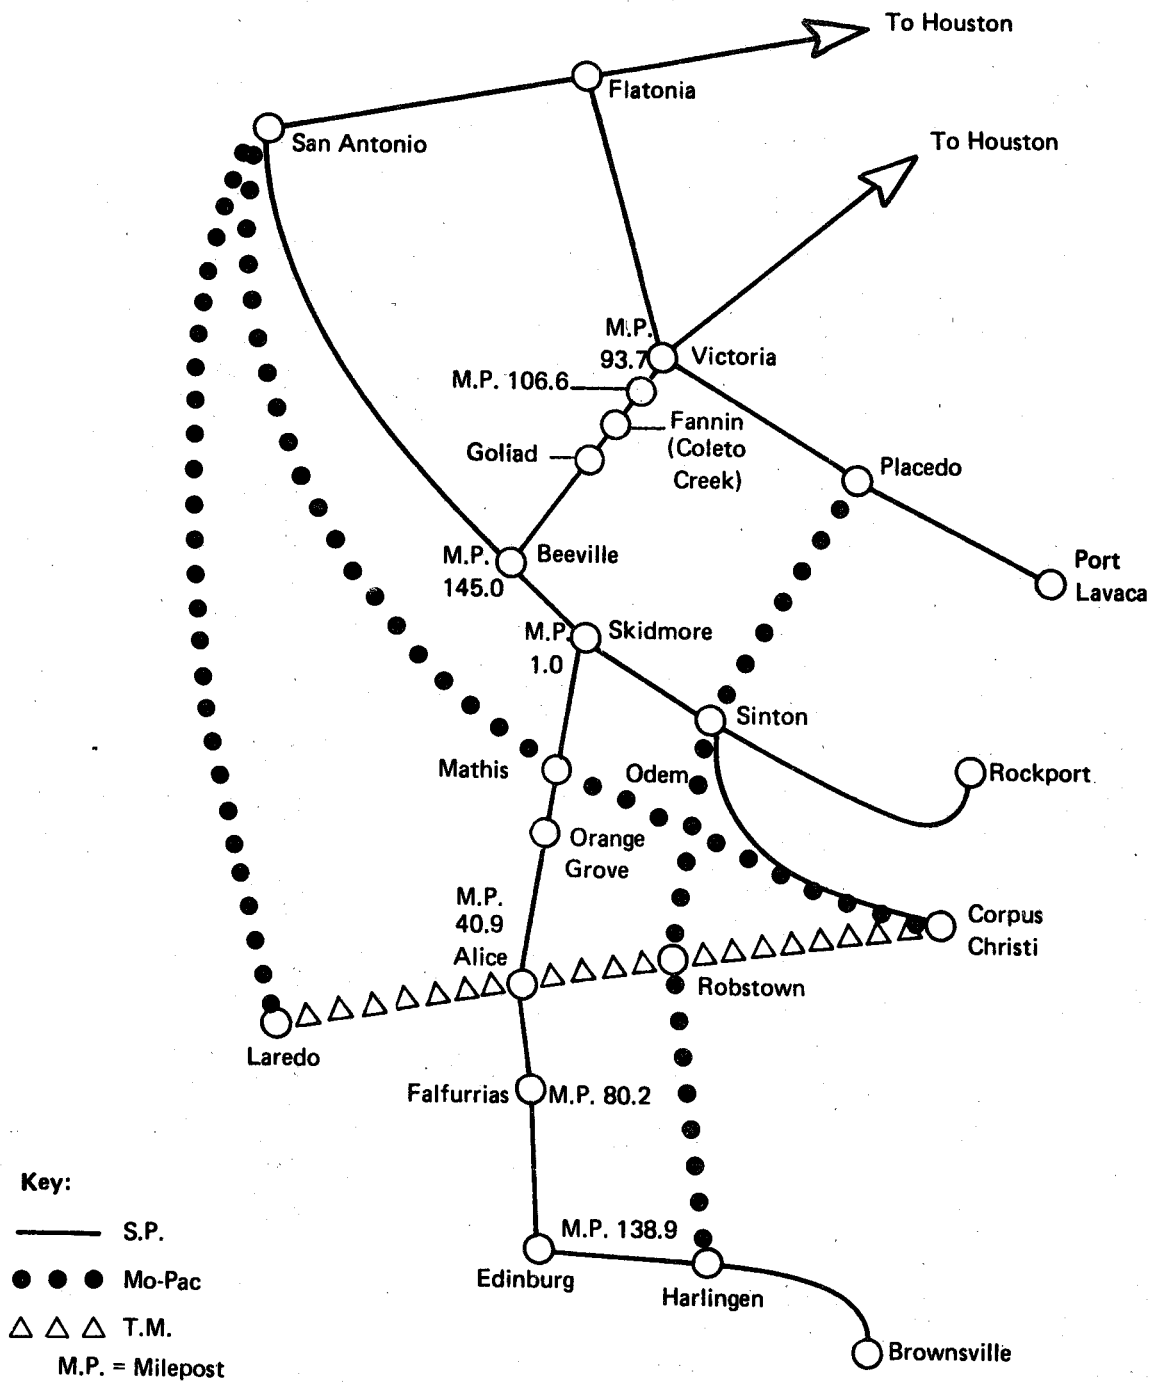 To Houston
Flatonia
San Antonio
To Houston
M.P.
93.7
Victoria
M.P. 106.6
Fannin
(Coleto
Creek)
Goliad
Placedo
M.P.
145.0
Beeville
Port
Lavaca
M.P.
1.0
Skidmore
Sinton
Mathis
Odem
Rockport
Orange
Grove
M.P.
40.9
Alice
Corpus
Christi
Robstown
Laredo
Falfurrias
M.P. 80.2
M.P. 138.9
Edinburg
Harlingen
Brownsville
Key:
S.P.
Mo-Pac
T.M.
M.P. = Milepost